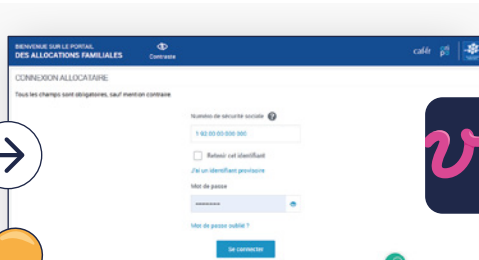 BIENVENUE SUR LE PORTAIL
DES ALLOCATIONS FAMILIALES
Contraste
caf.fr
CONNEXION ALLOCATAIRE
Tous les champs sont obligatoires, sauf mention contraire
Numéro de sécurité sociale ?
1 62 00 00 000 000
Retenir cet identifiant
J'ai un identifiant provisoire
Mot de passe
Mot de passe oublié ?
Se connecter